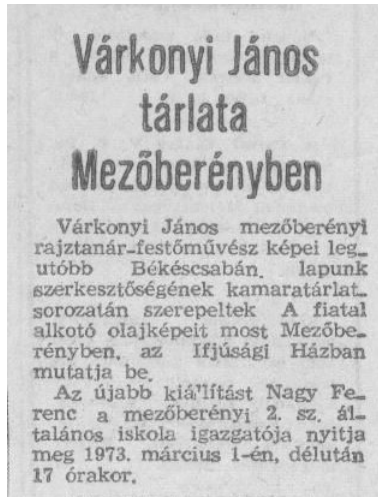 Várkonyi János
tárlata
Mezőberényben
Várkonyi János mezőberényi
rajztanár-festőművész képei leg-
utóbb Békéscsabán. lapunk
szerkesztőségének kamaratárlat-
sorozatán szerepeltek A fiatal
alkotó olajképeit most Mezőbe-
rényben, az Ifjúsági Házban
mutatja be.
Az újabb kiá'lítást Nagy Fe-
renc a mezőberényi 2. sz. ál-
talános iskola igazgatója nyitja
meg 1973. március 1-én, délután
17 órakor.